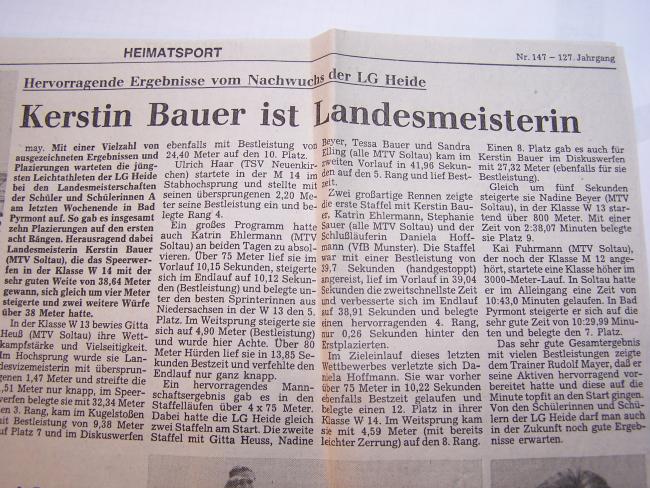 HEIMATSPORT
Nr. 147 – 127. Jahrgang
Hervorragende Ergebnisse vom Nachwuchs der LG Heide
Kerstin Bauer ist Landesmeisterin
may. Mit einer Vielzahl von
ausgezeichneten Ergebnissen und
Plazierungen warteten die jüng-
sten Leichtathleten der LG Heide
bei den Landesmeisterschaften
der Schüler und Schülerinnen A
am letzten Wochenende in Bad
Pyrmont auf. So gab es insgesamt
zehn Plazierungen auf den ersten
acht Rängen. Herausragend dabei
Landesmeisterin Kerstin Bauer
(MTV Soltau), die das Speerwer-
fen in der Klasse W 14 mit der
sehr guten Weite von 38,64 Meter
gewann, sich gleich um vier Meter
steigerte und zwei weitere Würfe
über 38 Meter hatte.
In der Klasse W 13 bewies Gitta
Heuß (MTV Soltau) ihre Wett-
kampfstärke und Vielseitigkeit.
Im Hochsprung wurde sie Lan-
desvizemeisterin mit übersprun-
genen 1,47 Meter und streifte die
,51 Meter nur knapp, im Speer-
werfen belegte sie mit 32,34 Meter
den 3. Rang, kam im Kugelstoßen
mit Bestleistung von 9,38 Meter
auf Platz 7 und im Diskuswerfen
ebenfalls mit Bestleistung von
24,40 Meter auf den 10. Platz.
Ulrich Haar (TSV Neuenkir-
chen) startete in der M 14 im
Stabhochsprung und stellte mit
seinen übersprungenen 2,20 Me-
ter seine Bestleistung ein und be-
legte Rang 4.
Ein großes Programm hatte
auch Katrin Ehlermann (MTV
Soltau) an beiden Tagen zu absol-
vieren. Über 75 Meter lief sie im
Vorlauf 10,15 Sekunden, steigerte
sich im Endlauf auf 10,12 Sekun-
den (Bestleistung) und belegte un-
ter den besten Sprinterinnen aus
Niedersachsen in der W 13 den 5.
Platz. Im Weitsprung steigerte sie
sich auf 4,90 Meter (Bestleistung)
und wurde hier Achte. Über 80
Meter Hürden lief sie in 13,85 Se-
kunden Bestzeit und verfehlte den
Endlauf nur ganz knapp.
Ein hervorragendes Mann-
schaftsergebnis gab es in den
Staffelläufen über 4 x 75 Meter.
Dabei hatte die LG Heide gleich
zwei Staffeln am Start. Die zweite
Staffel mit Gitta Heuss, Nadine
Beyer, Tessa Bauer und Sandra
Elling (alle MTV Soltau) kam im
zweiten Vorlauf in 41,96 Sekun-
den auf den 5. Rang und lief Best-
zeit.
Zwei großartige Rennen zeigte
die erste Staffel mit Kerstin Bau-
er, Katrin Ehlermann, Stephanie
Sauer (alle MTV Soltau) und der
Schlußläuferin Daniela Hoff-
mann (VfB Munster). Die Staffel
war mit einer Bestleistung von
39,7 Sekunden (handgestoppt)
angereist, lief im Vorlauf in 39,04
Sekunden die zweitschnellste Zeit
und verbesserte sich im Endlauf
auf 38,91 Sekunden und belegte
einen hervorragenden 4. Rang,
nur 0,26 Sekunden hinter den
Erstplazierten.
Im Zieleinlauf dieses letzten
Wettbewerbes verletzte sich Da-
niela Hoffmann. Sie war vorher
über 75 Meter in 10,22 Sekunden
ebenfalls Bestzeit gelaufen und
belegte einen 12. Platz in ihrer
Klasse W 14. Im Weitsprung kam
sie mit 4,59 Meter (mit bereits
leichter Zerrung) auf den 8. Rang.
Einen 8. Platz gab es auch für
Kerstin Bauer im Diskuswerfen
mit 27,32 Meter (ebenfalls für sie
Bestleistung).
Gleich um fünf Sekunden
steigerte sie Nadine Beyer (MTV
Soltau), in der Klasse W 13 star-
tend über 800 Meter. Mit einer
Zeit von 2:38,07 Minuten belegte
sie Platz 9.
Kai Fuhrmann (MTV Soltau),
der noch der Klasse M 12 ange-
hört, startete eine Klasse höher im
3000-Meter-Lauf. In Soltau hatte
er im Alleingang eine Zeit von
10:43,0 Minuten gelaufen. In Bad
Pyrmont steigerte er sich auf die
sehr gute Zeit von 10:29,99 Minu-
ten und belegte den 7. Platz.
Das sehr gute Gesamtergebnis
mit vielen Bestleistungen zeigte
dem Trainer Rudolf Mayer, daß er
seine Aktiven hervorragend vor-
bereitet hatte und diese auf die
Minute topfit an den Start gingen.
Von den Schülerinnen und Schü-
lern der LG Heide darf man auch
in der Zukunft noch gute Ergeb-
nisse erwarten.